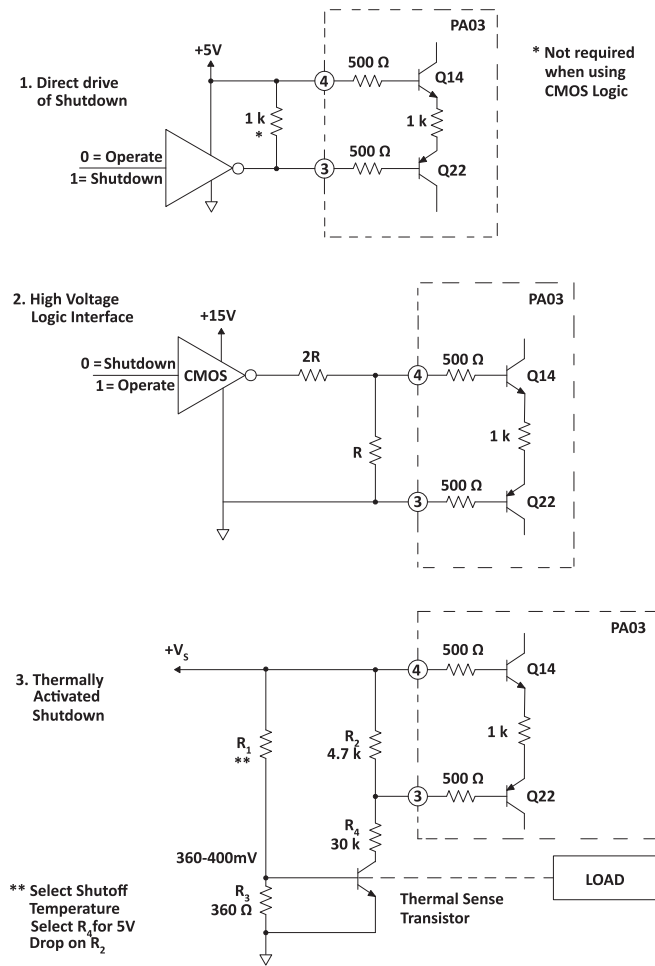 PA03
+5V
* Not required
when using
CMOS Logic
1. Direct drive
of Shutdown
4
500 Ω
Q14
1 k
*
1 k
0 = Operate
1= Shutdown
3
500 Ω
Q22
2. High Voltage
Logic Interface
PA03
+15V
0 = Shutdown
1 = Operate
CMOS
2R
4
500 Ω
Q14
R
1 k
3
500 Ω
Q22
PA03
+VS
4
500 Ω
Q14
3. Thermally
Activated
Shutdown
R1
**
R2
4.7 k
1 k
3
500 Ω
Q22
R4
30 k
360-400mV
R3
360 Ω
LOAD
Thermal Sense
Transistor
** Select Shutoff
Temperature
Select R4 for 5V
Drop on R2